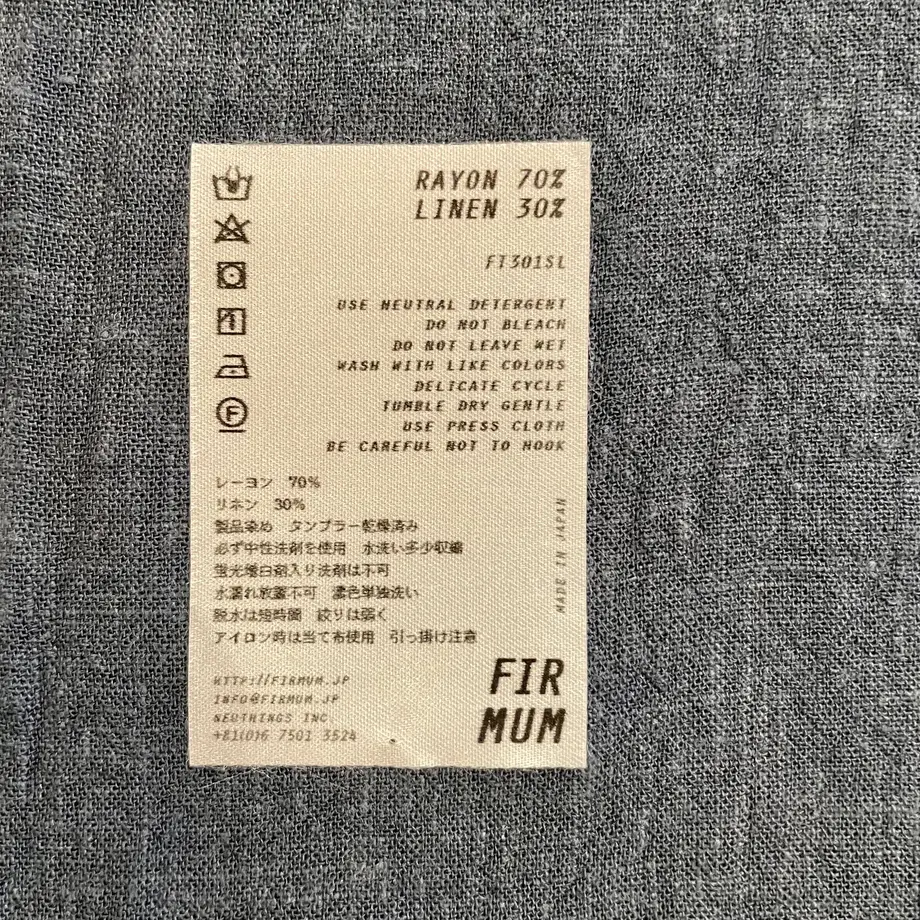 RAYON 70%
LINEN 30%
FT301SL
USE NEUTRAL DETERGENT
DO NOT BLEACH
DO NOT LEAVE WET
WASH WITH LIKE COLORS
DELICATE CYCLE
TUMBLE DRY GENTLE
USE PRESS CLOTH
BE CAREFUL NOT TO HOOK
F
レーヨン 70%
リネン 30%
製品染め タンブラー乾燥済み
必ず中性洗剤を使用 水洗い多少収縮
蛍光増白剤入り洗剤は不可
水濡れ放置不可 濃色単独洗い
脱水は短時間 絞りは弱く
アイロン時は当て布使用 引っ掛け注意
MADE IN JAPAN
HTTP://FIRMUM.JP
INFO@FIRMUM.JP
NEUTHINGS INC.
+81(0)6 7501 3524
FIR
MUM